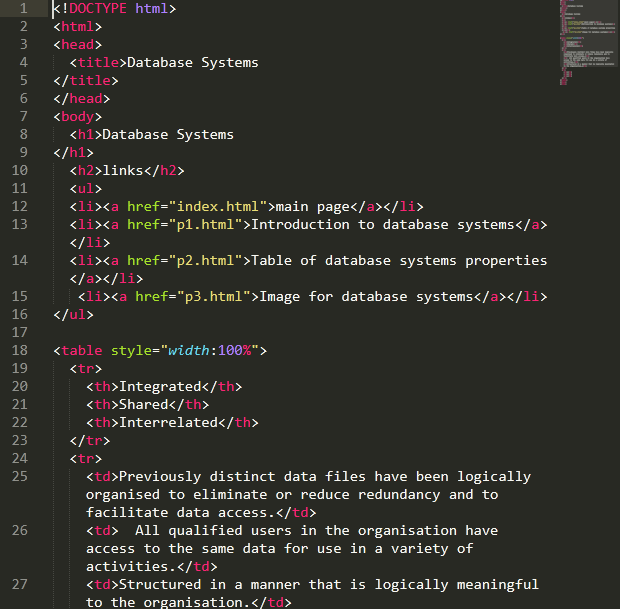 1 <!DOCTYPE html>
2 <html>
3 <head>
4 <title>Database Systems
5 </title>
6 </head>
7 <body>
8 <h1>Database Systems
9 </h1>
10 <h2>links</h2>
11 <ul>
12 <li><a href="index.html">main page</a></li>
13 <li><a href="p1.html">Introduction to database systems</a>
</li>
14 <li><a href="p2.html">Table of database systems properties
</a></li>
15 <li><a href="p3.html">Image for database systems</a></li>
16 </ul>
17
18 <table style="width:100%">
19 <tr>
20 <th>Integrated</th>
21 <th>Shared</th>
22 <th>Interrelated</th>
23 </tr>
24 <tr>
25 <td>Previously distinct data files have been logically
organised to eliminate or reduce redundancy and to
facilitate data access.</td>
26 <td>  All qualified users in the organisation have
access to the same data for use in a variety of
activities.</td>
27 <td>Structured in a manner that is logically meaningful
to the organisation.</td>